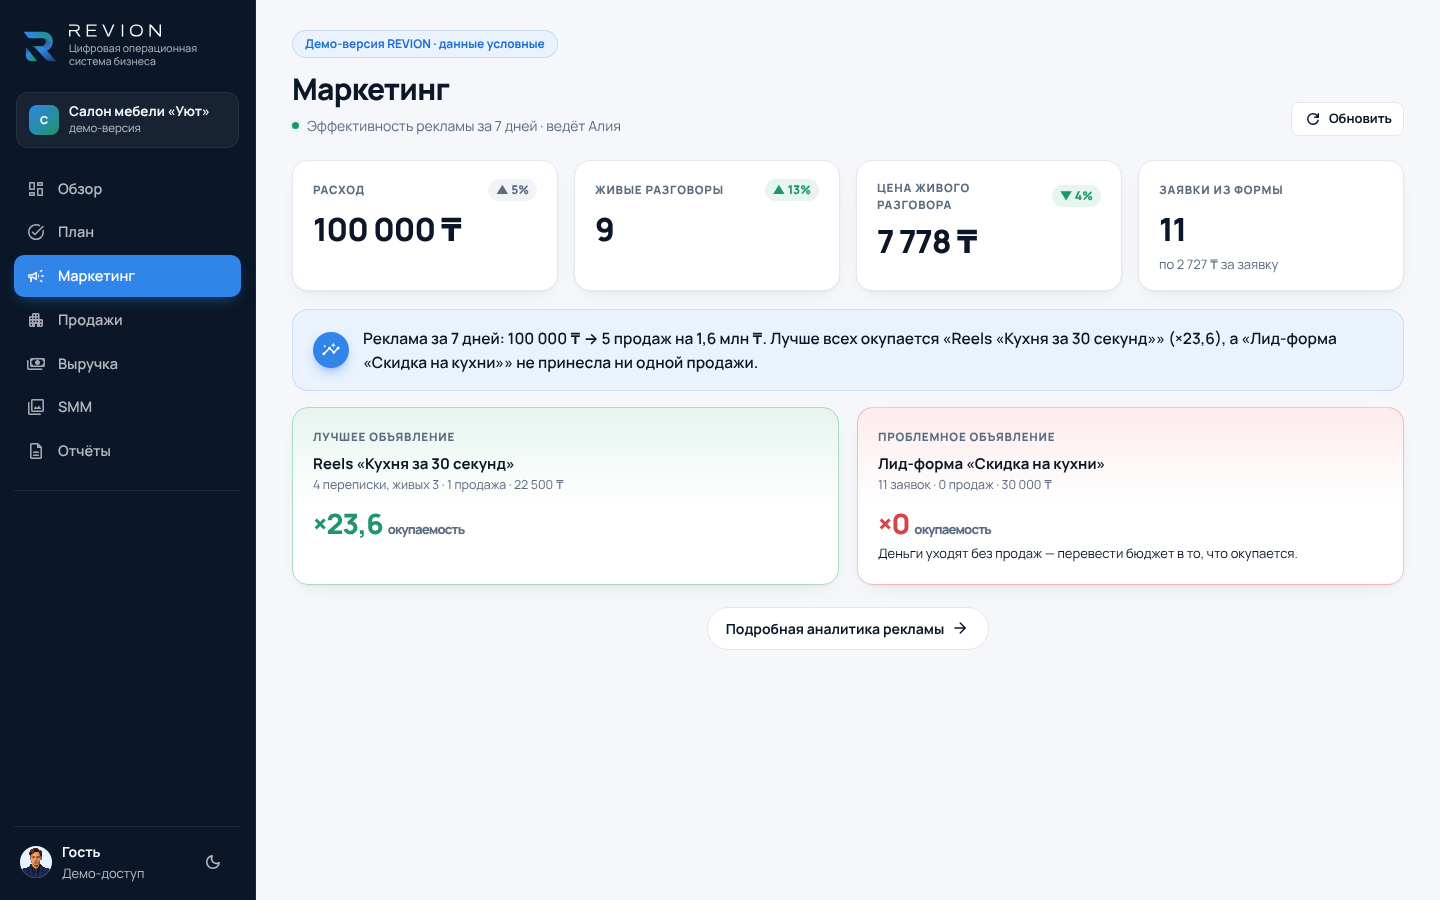 REVION
Цифровая операционная
система бизнеса
С
Салон мебели «Уют»
демо-версия
Обзор
План
Маркетинг
Продажи
Выручка
SMM
Отчёты
Гость
Демо-доступ
Демо-версия REVION · данные условные
Маркетинг
Эффективность рекламы за 7 дней · ведёт Алия
Обновить
РАСХОД
▲ 5%
100 000 ₸
ЖИВЫЕ РАЗГОВОРЫ
▲ 13%
9
ЦЕНА ЖИВОГО
РАЗГОВОРА
▼ 4%
7 778 ₸
ЗАЯВКИ ИЗ ФОРМЫ
11
по 2 727 ₸ за заявку
Реклама за 7 дней: 100 000 ₸ → 5 продаж на 1,6 млн ₸. Лучше всех окупается «Reels «Кухня за 30 секунд»» (×23,6), а «Лид-форма
«Скидка на кухни»» не принесла ни одной продажи.
ЛУЧШЕЕ ОБЪЯВЛЕНИЕ
Reels «Кухня за 30 секунд»
4 переписки, живых 3 · 1 продажа · 22 500 ₸
×23,6 окупаемость
ПРОБЛЕМНОЕ ОБЪЯВЛЕНИЕ
Лид-форма «Скидка на кухни»
11 заявок · 0 продаж · 30 000 ₸
×0 окупаемость
Деньги уходят без продаж — перевести бюджет в то, что окупается.
Подробная аналитика рекламы →